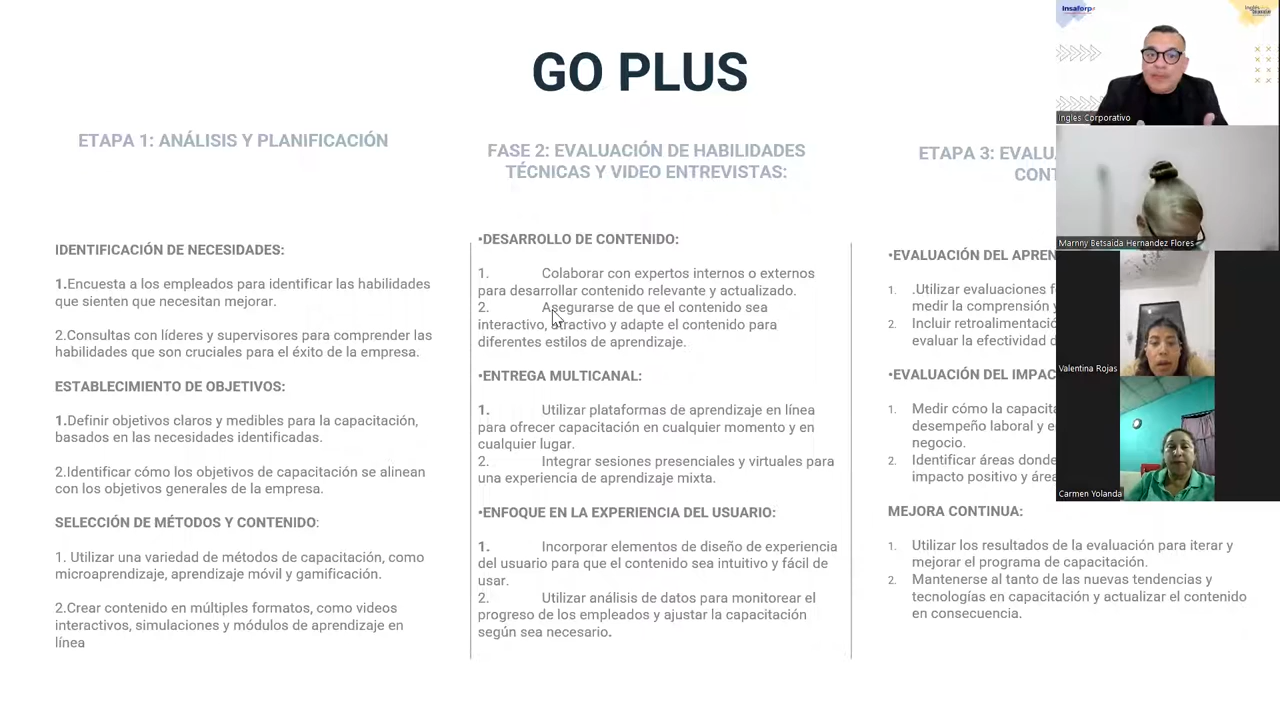 GO PLUS
ETAPA 1: ANÁLISIS Y PLANIFICACIÓN
IDENTIFICACIÓN DE NECESIDADES:
1.Encuesta a los empleados para identificar las habilidades
que sienten que necesitan mejorar.
2.Consultas con líderes y supervisores para comprender las
habilidades que son cruciales para el éxito de la empresa.
ESTABLECIMIENTO DE OBJETIVOS:
1.Definir objetivos claros y medibles para la capacitación,
basados en las necesidades identificadas.
2.Identificar cómo los objetivos de capacitación se alinean
con los objetivos generales de la empresa.
SELECCIÓN DE MÉTODOS Y CONTENIDO:
1. Utilizar una variedad de métodos de capacitación, como
microaprendizaje, aprendizaje móvil y gamificación.
2.Crear contenido en múltiples formatos, como videos
interactivos, simulaciones y módulos de aprendizaje en
línea
FASE 2: EVALUACIÓN DE HABILIDADES
TÉCNICAS Y VIDEO ENTREVISTAS:
•DESARROLLO DE CONTENIDO:
1. Colaborar con expertos internos o externos
para desarrollar contenido relevante y actualizado.
2. Asegurarse de que el contenido sea
interactivo, atractivo y adapte el contenido para
diferentes estilos de aprendizaje.
•ENTREGA MULTICANAL:
1. Utilizar plataformas de aprendizaje en línea
para ofrecer capacitación en cualquier momento y en
cualquier lugar.
2. Integrar sesiones presenciales y virtuales para
una experiencia de aprendizaje mixta.
•ENFOQUE EN LA EXPERIENCIA DEL USUARIO:
1. Incorporar elementos de diseño de experiencia
del usuario para que el contenido sea intuitivo y fácil de
usar.
2. Utilizar análisis de datos para monitorear el
progreso de los empleados y ajustar la capacitación
según sea necesario.
ETAPA 3: EVALU
CONT
•EVALUACIÓN DEL APREN
1. .Utilizar evaluaciones f
medir la comprensión y
2. Incluir retroalimentació
evaluar la efectividad d
•EVALUACIÓN DEL IMPAC
1. Medir cómo la capacita
desempeño laboral y e
negocio.
2. Identificar áreas donde
impacto positivo y área
MEJORA CONTINUA:
1. Utilizar los resultados de la evaluación para iterar y
mejorar el programa de capacitación.
2. Mantenerse al tanto de las nuevas tendencias y
tecnologías en capacitación y actualizar el contenido
en consecuencia.
Insaforp
Ingles Corporativo
Marnny Betsaida Hernandez Flores
Valentina Rojas
Carmen Yolanda